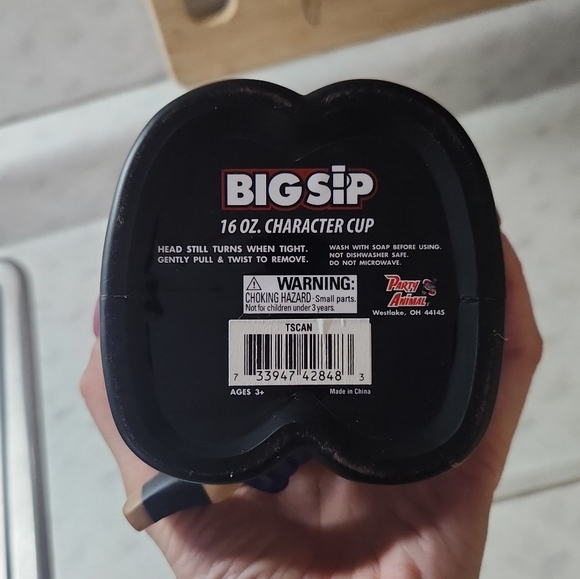 BIG SIP
16 OZ. CHARACTER CUP
HEAD STILL TURNS WHEN TIGHT.
GENTLY PULL & TWIST TO REMOVE.
WASH WITH SOAP BEFORE USING.
NOT DISHWASHER SAFE.
DO NOT MICROWAVE.
WARNING:
CHOKING HAZARD - Small parts.
Not for children under 3 years.
PARTY
ANIMAL
Westlake, OH 44145
TSCAN
7 33947 42848 3
AGES 3+
Made in China